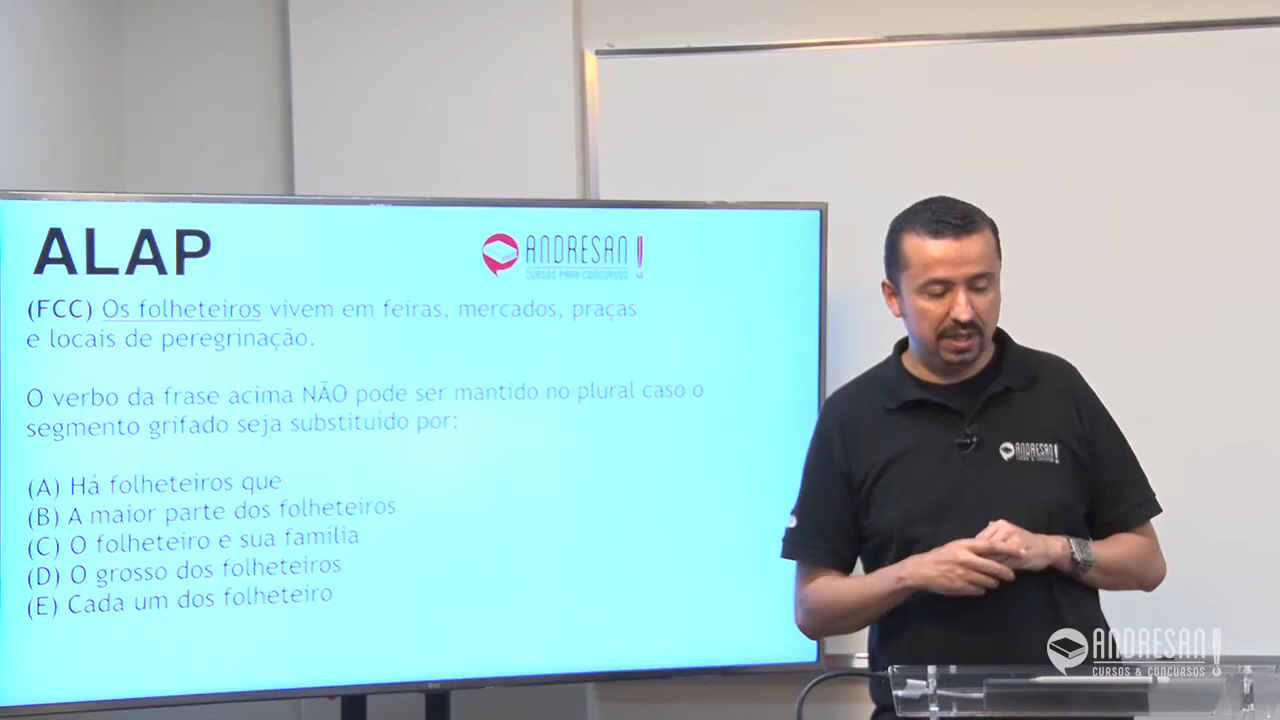 ALAP
ANDRESAN!
CURSOS PARA CONCURSOS
(FCC) Os folheteiros vivem em feiras, mercados, praças
e locais de peregrinação.
O verbo da frase acima NÃO pode ser mantido no plural caso o
segmento grifado seja substituído por:
(A) Há folheteiros que
(B) A maior parte dos folheteiros
(C) O folheteiro e sua família
(D) O grosso dos folheteiros
(E) Cada um dos folheteiro
ANDRESAN!
CURSOS & CONCURSOS
ANDRESAN!
CURSOS & CONCURSOS